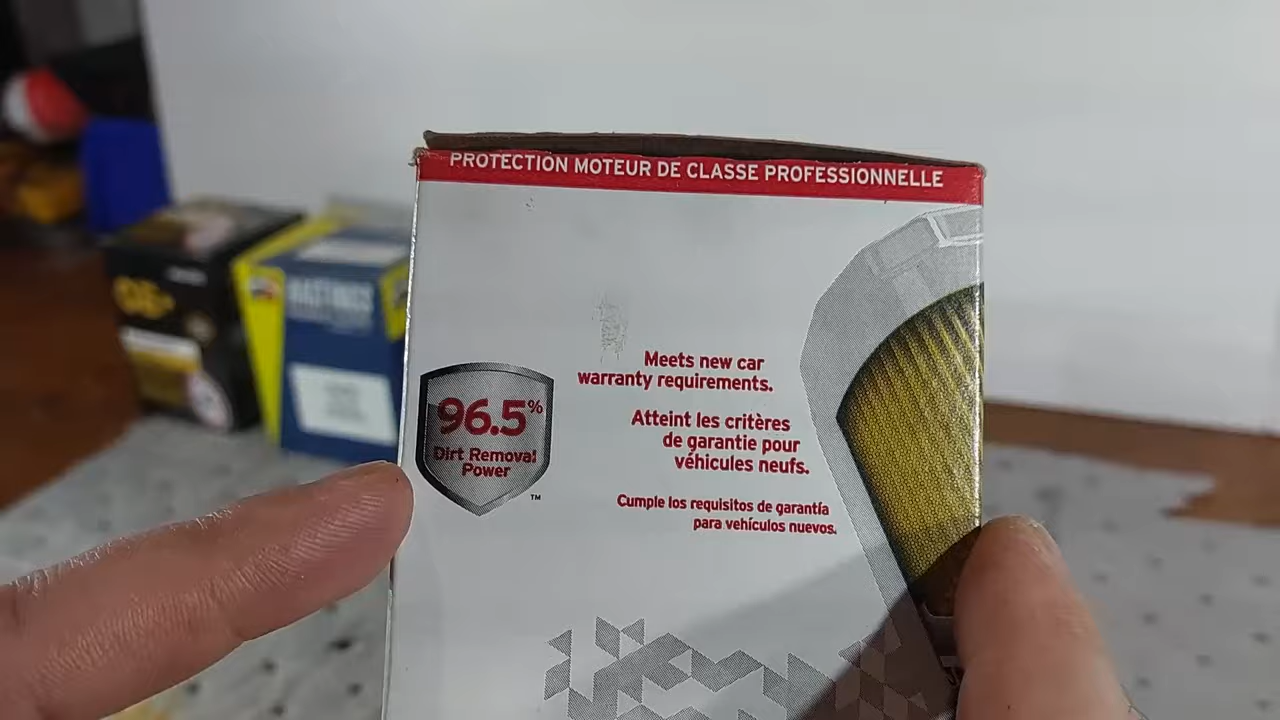 PROTECTION MOTEUR DE CLASSE PROFESSIONNELLE
96.5%
Dirt Removal
Power
™
Meets new car
warranty requirements.
Atteint les critères
de garantie pour
véhicules neufs.
Cumple los requisitos de garantía
para vehículos nuevos.
HASTINGS